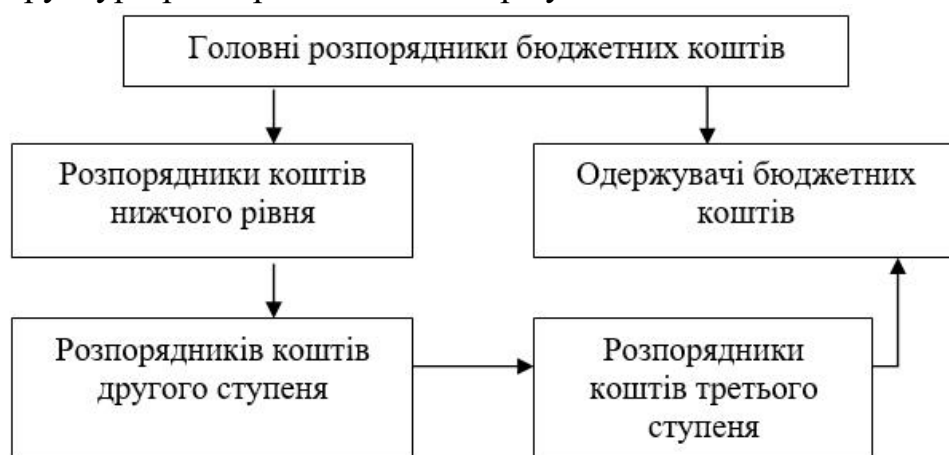 Головні розпорядники бюджетних коштів
Розпорядники коштів
нижчого рівня
Одержувачі бюджетних
коштів
Розпорядників коштів
другого ступеня
Розпорядники
коштів третього
ступеня